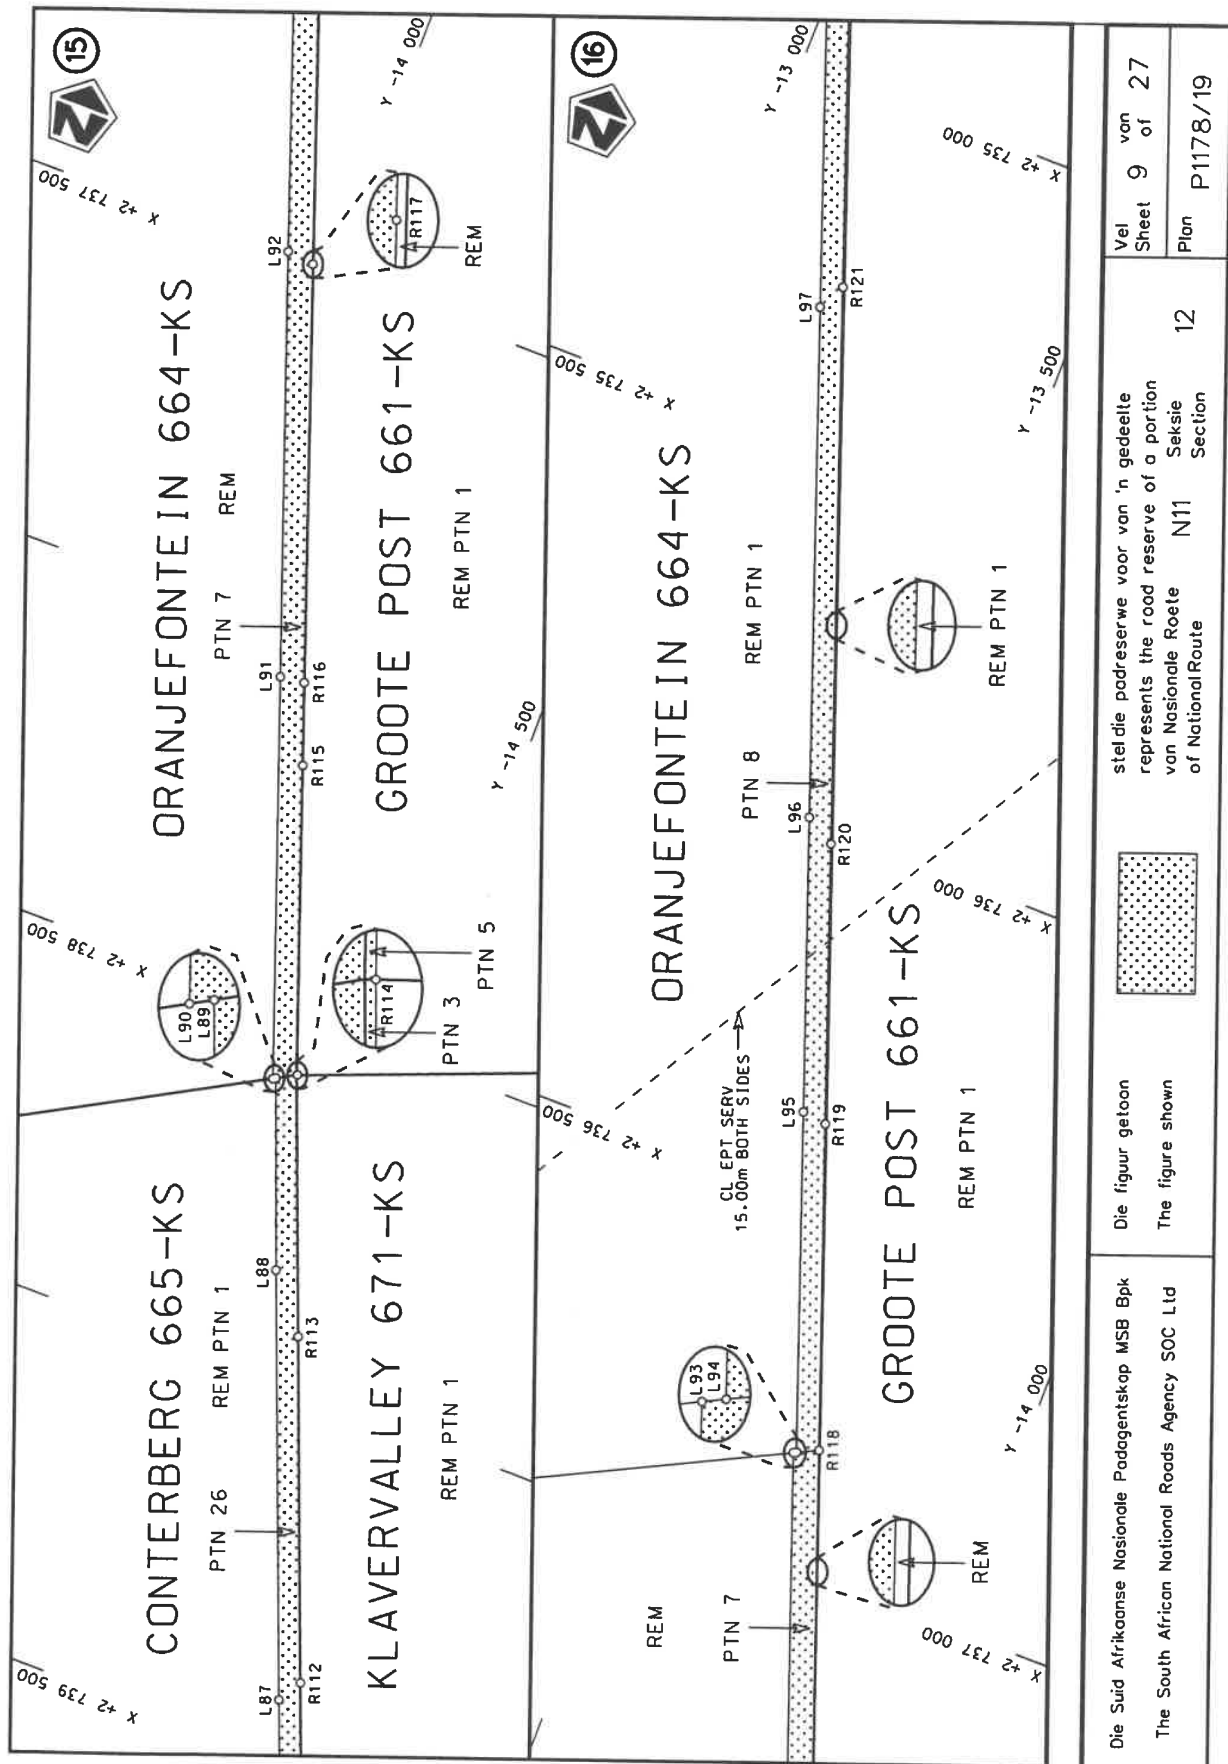 15
X +2 739 500
X +2 738 500
X +2 737 500
CONTERBERG 665-KS
ORANJEFONTEIN 664-KS
PTN 26
REM PTN 1
PTN 7
REM
L90
L89
L87
L88
L91
L92
R112
R113
R115
R116
R114
R117
PTN 3
PTN 5
REM
KLAVERVALLEY 671-KS
GROOTE POST 661-KS
REM PTN 1
REM PTN 1
Y -14 500
Y -14 000
16
X +2 736 500
X +2 735 500
REM
ORANJEFONTEIN 664-KS
PTN 7
L93
L94
CL EPT SERV
15.00m BOTH SIDES
PTN 8
REM PTN 1
L95
L96
L97
R118
R119
R120
R121
REM
GROOTE POST 661-KS
REM PTN 1
REM PTN 1
X +2 737 000
X +2 736 000
X +2 735 000
Y -14 000
Y -13 500
Y -13 000
Die Suid Afrikaanse Nasionale Padagentskap MSB Bpk
The South African National Roads Agency SOC Ltd
Die figuur getoon
The figure shown
stel die padreserwe voor van 'n gedeelte
represents the road reserve of a portion
van Nasionale Roete N11 Seksie 12
of National Route Section
Vel 9 van 27
Sheet of
Plan P1178/19